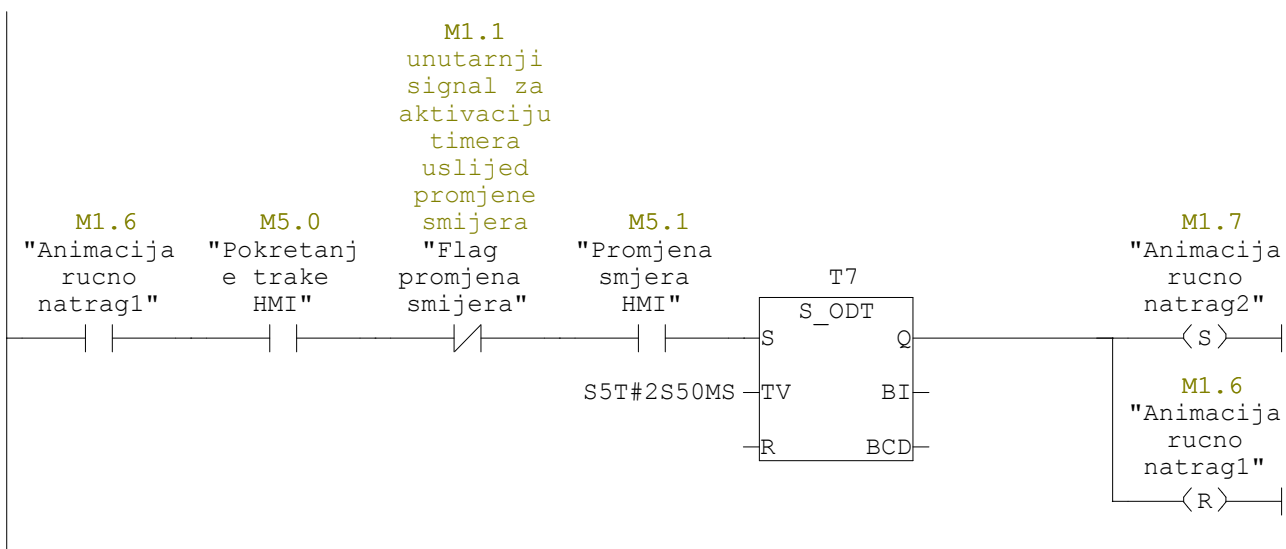 M1.1
unutarnji
signal za
aktivaciju
timera
uslijed
promjene
smijera
"Flag
promjena
smijera"
M1.6
"Animacija
rucno
natrag1"
M5.0
"Pokretanj
e trake
HMI"
M5.1
"Promjena
smjera
HMI"
T7
S_ODT
S
Q
S5T#2S50MS
TV
BI
R
BCD
M1.7
"Animacija
rucno
natrag2"
S
M1.6
"Animacija
rucno
natrag1"
R